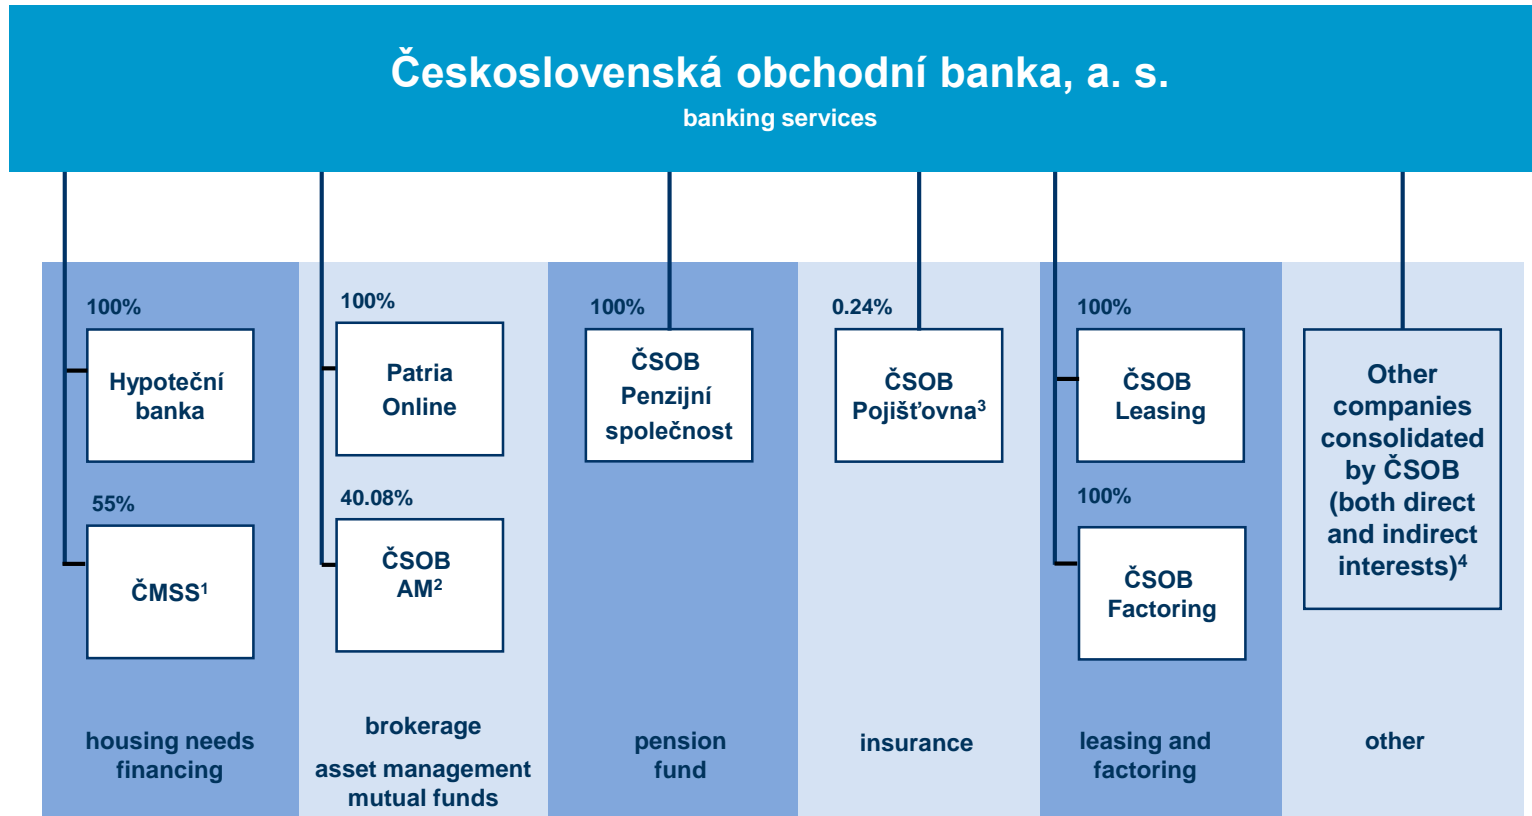 Československá obchodní banka, a. s.
banking services
100%
Hypoteční
banka
55%
ČMSS¹
housing needs
financing
100%
Patria
Online
40.08%
ČSOB
AM²
brokerage
asset management
mutual funds
100%
ČSOB
Penzijní
společnost
pension
fund
0.24%
ČSOB
Pojišťovna³
insurance
100%
ČSOB
Leasing
100%
ČSOB
Factoring
leasing and
factoring
Other
companies
consolidated
by ČSOB
(both direct
and indirect
interests)⁴
other